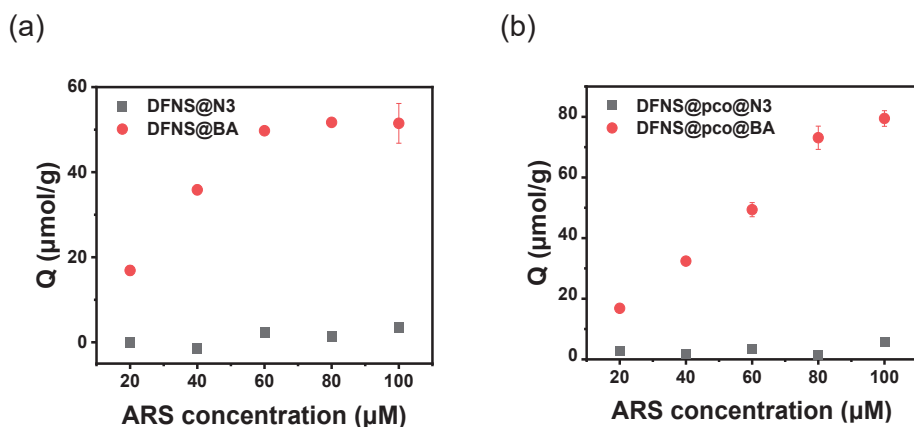 (a)
(b)
60
40
20
0
Q (µmol/g)
DFNS@N3
DFNS@BA
20 40 60 80 100
ARS concentration (µM)
80
60
40
20
0
Q (µmol/g)
DFNS@pco@N3
DFNS@pco@BA
20 40 60 80 100
ARS concentration (µM)